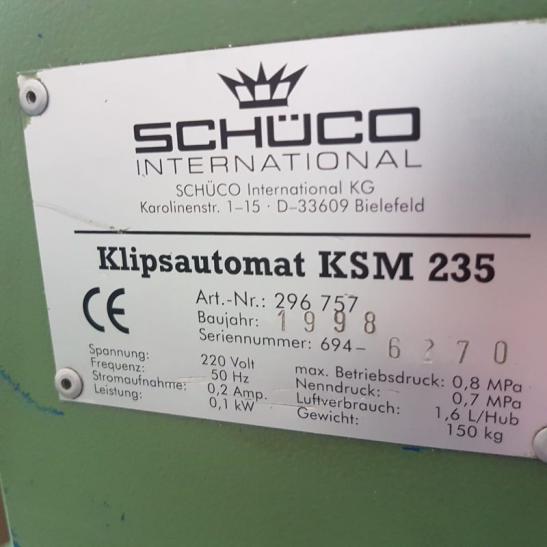 SCHÜCO
INTERNATIONAL
SCHÜCO International KG
Karolinenstr. 1-15 · D-33609 Bielefeld
Klipsautomat KSM 235
CE
Art.-Nr.: 296 757
Baujahr: 1998
Seriennummer: 694- 6270
Spannung: 220 Volt
Frequenz: 50 Hz
Stromaufnahme: 0,2 Amp.
Leistung: 0,1 kW
max. Betriebsdruck: 0,8 MPa
Nenndruck: 0,7 MPa
Luftverbrauch: 1,6 L/Hub
Gewicht: 150 kg